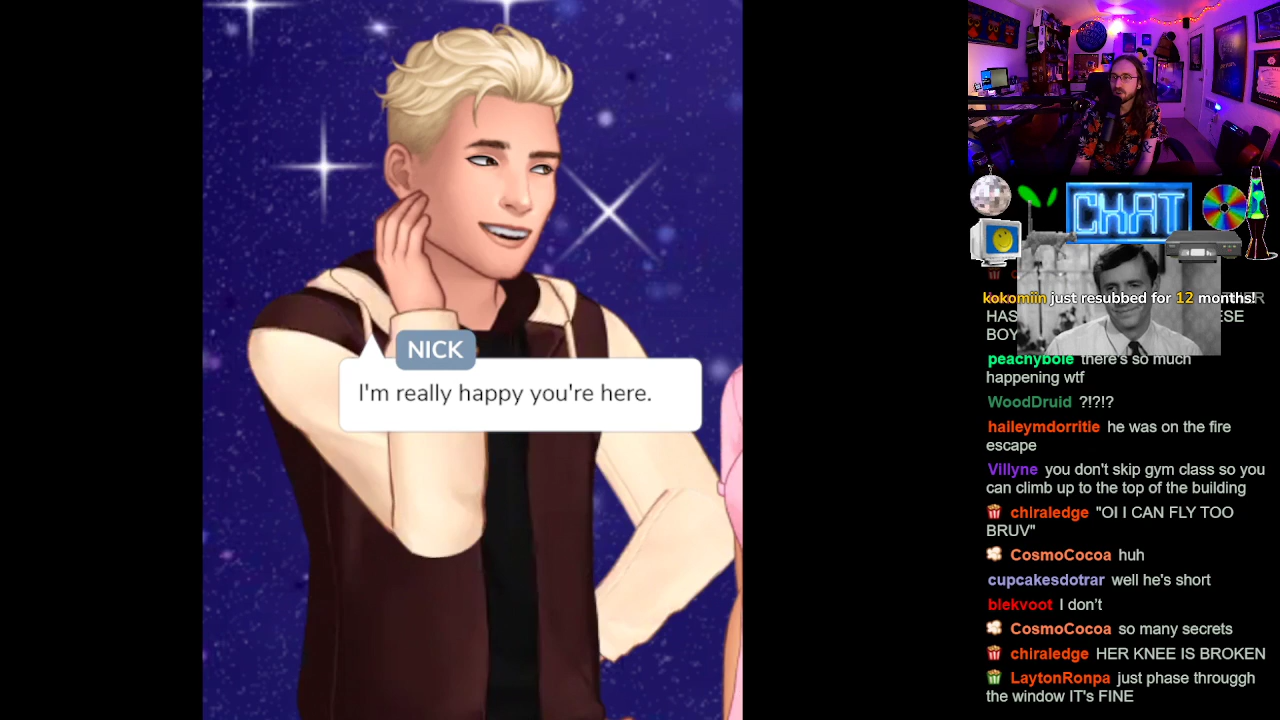 NICK
I'm really happy you're here.
CHAT
kokomiin just resubbed for 12 months!
HAS
BOY
peachybole there's so much
happening wtf
WoodDruid ?!?!?
haileymdorritie he was on the fire
escape
Villyne you don't skip gym class so you
can climb up to the top of the building
chiraledge "OI I CAN FLY TOO
BRUV"
CosmoCocoa huh
cupcakesdotrar well he's short
blekvoot I don't
CosmoCocoa so many secrets
chiraledge HER KNEE IS BROKEN
LaytonRonpa just phase througgh
the window IT's FINE